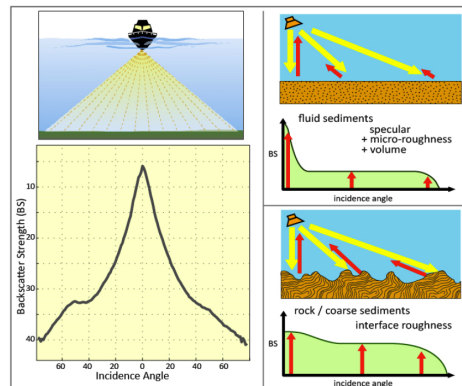 Backscatter Strength (BS)
10
20
30
40
60
40
20
0
20
40
60
Incidence Angle
fluid sediments
specular
+ micro-roughness
+ volume
BS
incidence angle
rock / coarse sediments
interface roughness
BS
incidence angle